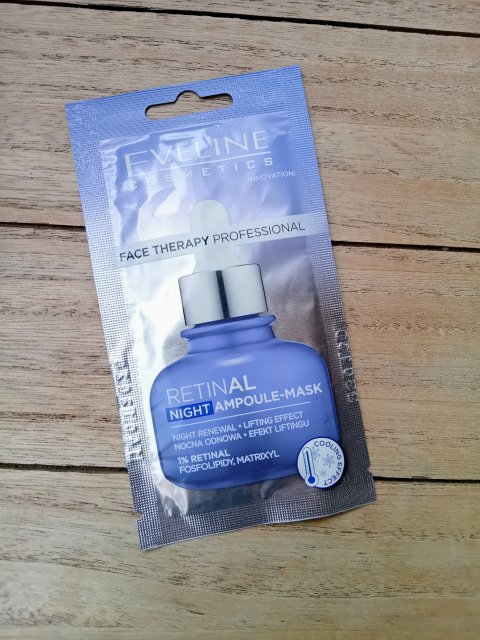 EVELINE
COSMETICS
INNOVATION!
FACE THERAPY PROFESSIONAL
RETINAL
NIGHT AMPOULE-MASK
NIGHT RENEWAL • LIFTING EFFECT
NOCNA ODNOWA • EFEKT LIFTINGU
1% RETINAL
FOSFOLIPIDY, MATRIXYL
COOLING EFFECT